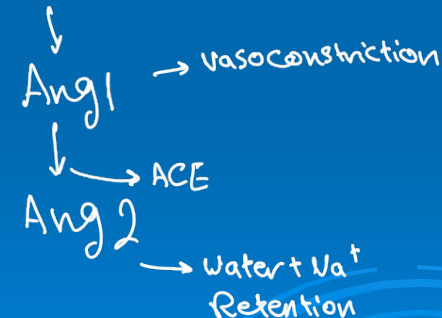 Ang1 → vasoconstriction
→ ACE
Ang2
→ water + Na+
Retention